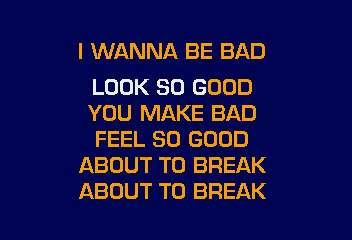 I WANNA BE BAD
LOOK SO GOOD
YOU MAKE BAD
FEEL SO GOOD
ABOUT TO BREAK
ABOUT TO BREAK